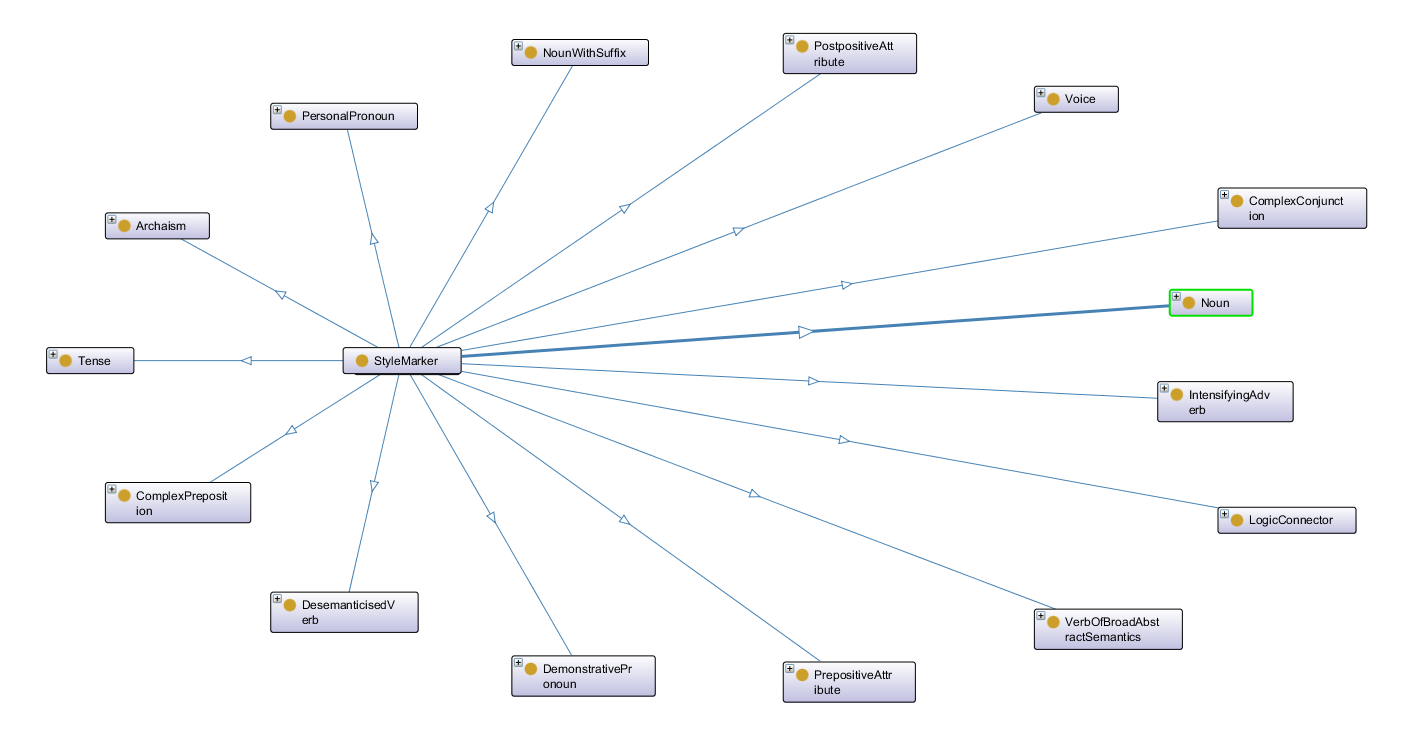 NounWithSuffix
PostpositiveAtt
ribute
Voice
PersonalPronoun
ComplexConjunct
ion
Archaism
Noun
Tense
StyleMarker
IntensifyingAdv
erb
ComplexPreposit
ion
LogicConnector
DesemanticisedV
erb
VerbOfBroadAbst
ractSemantics
DemonstrativePr
onoun
PrepositiveAttr
ibute